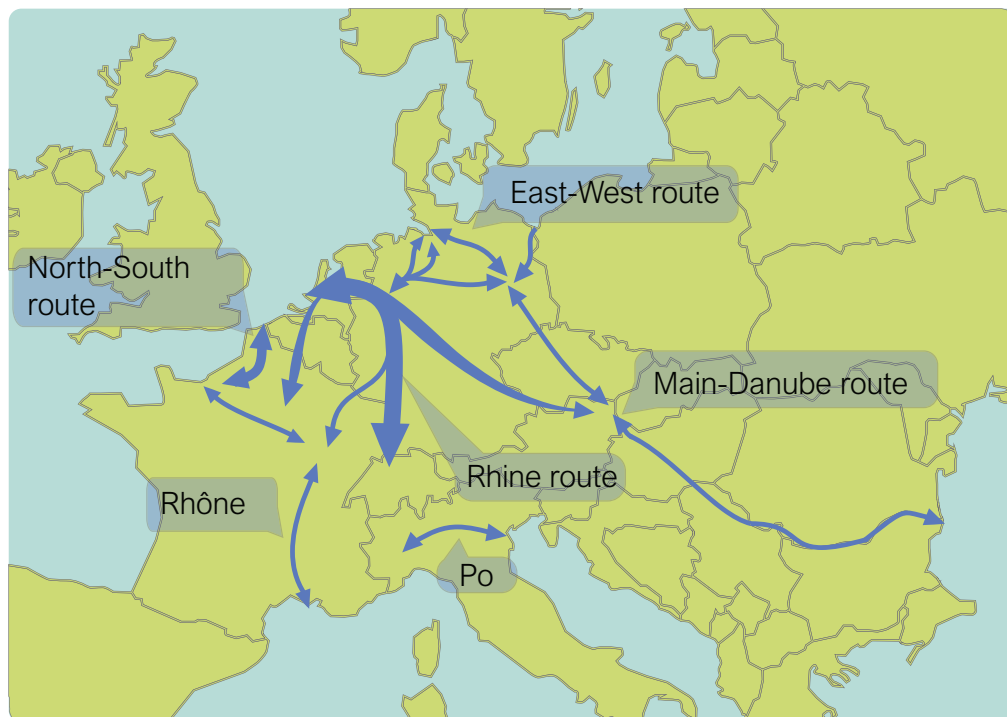 East-West route
North-South
route
Main-Danube route
Rhine route
Rhône
Po